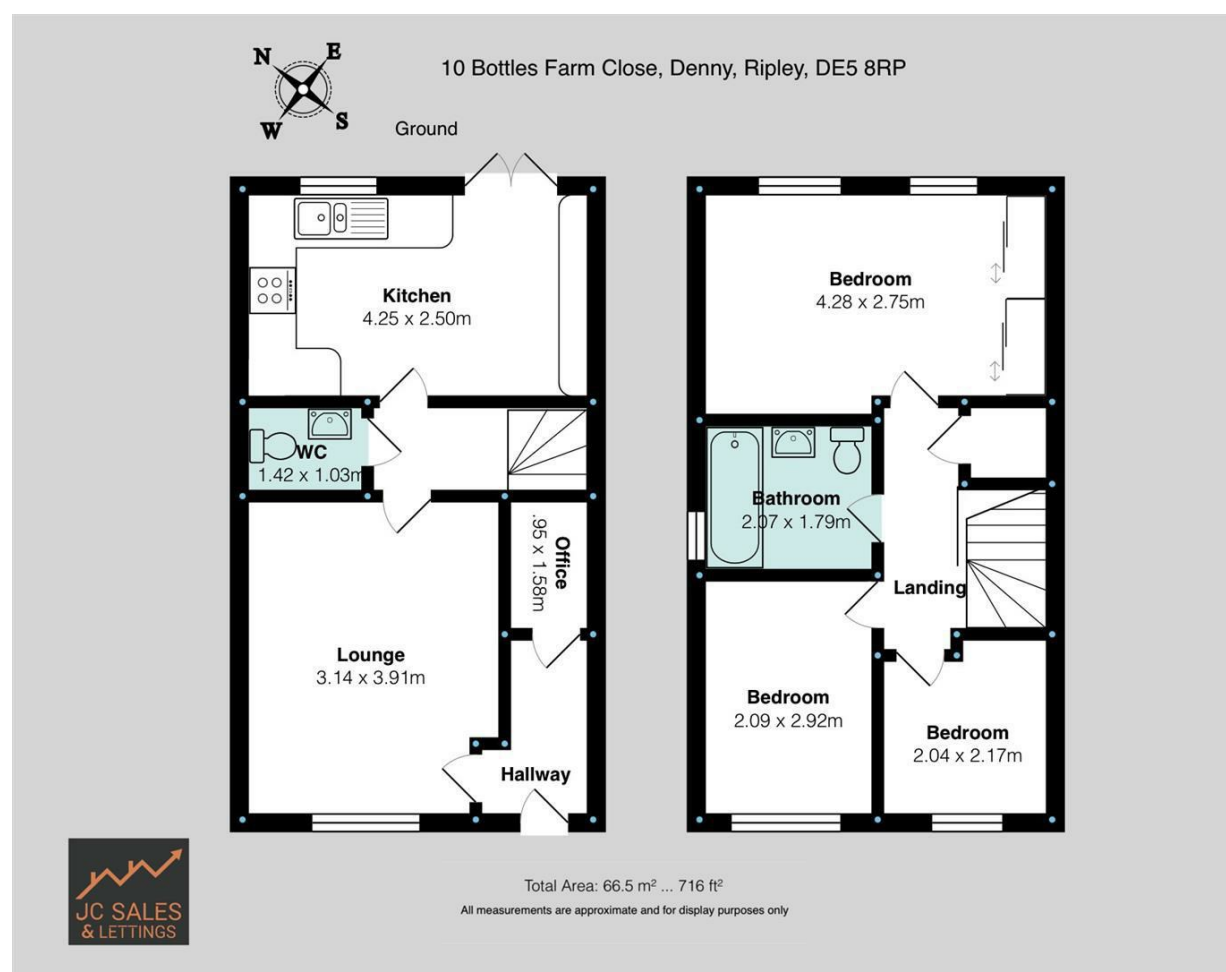 10 Bottles Farm Close, Denny, Ripley, DE5 8RP
N
E
W
S
Ground
Kitchen
4.25 x 2.50m
WC
1.42 x 1.03m
Office
.95 x 1.58m
Lounge
3.14 x 3.91m
Hallway
Bedroom
4.28 x 2.75m
Bathroom
2.07 x 1.79m
Landing
Bedroom
2.09 x 2.92m
Bedroom
2.04 x 2.17m
JC SALES
& LETTINGS
Total Area: 66.5 m² ... 716 ft²
All measurements are approximate and for display purposes only